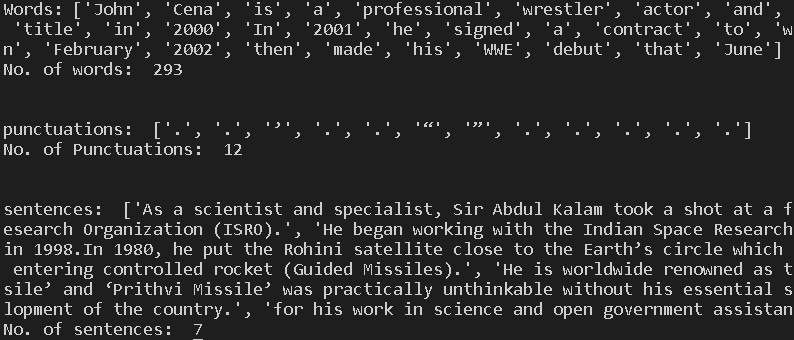 Words: ['John', 'Cena', 'is', 'a', 'professional', 'wrestler', 'actor', 'and',
'title', 'in', '2000', 'In', '2001', 'he', 'signed', 'a', 'contract', 'to', 'w
n', 'February', '2002', 'then', 'made', 'his', 'WWE', 'debut', 'that', 'June']
No. of words:  293
punctuations:  ['.', '.', '’', '.', '.', '“', '”', '.', '.', '.', '.', '.']
No. of Punctuations:  12
sentences:  ['As a scientist and specialist, Sir Abdul Kalam took a shot at a f
esearch Organization (ISRO).', 'He began working with the Indian Space Research
in 1998.In 1980, he put the Rohini satellite close to the Earth’s circle which
entering controlled rocket (Guided Missiles).', 'He is worldwide renowned as t
sile’ and ‘Prithvi Missile’ was practically unthinkable without his essential s
lopment of the country.', 'for his work in science and open government assistan
No. of sentences:  7